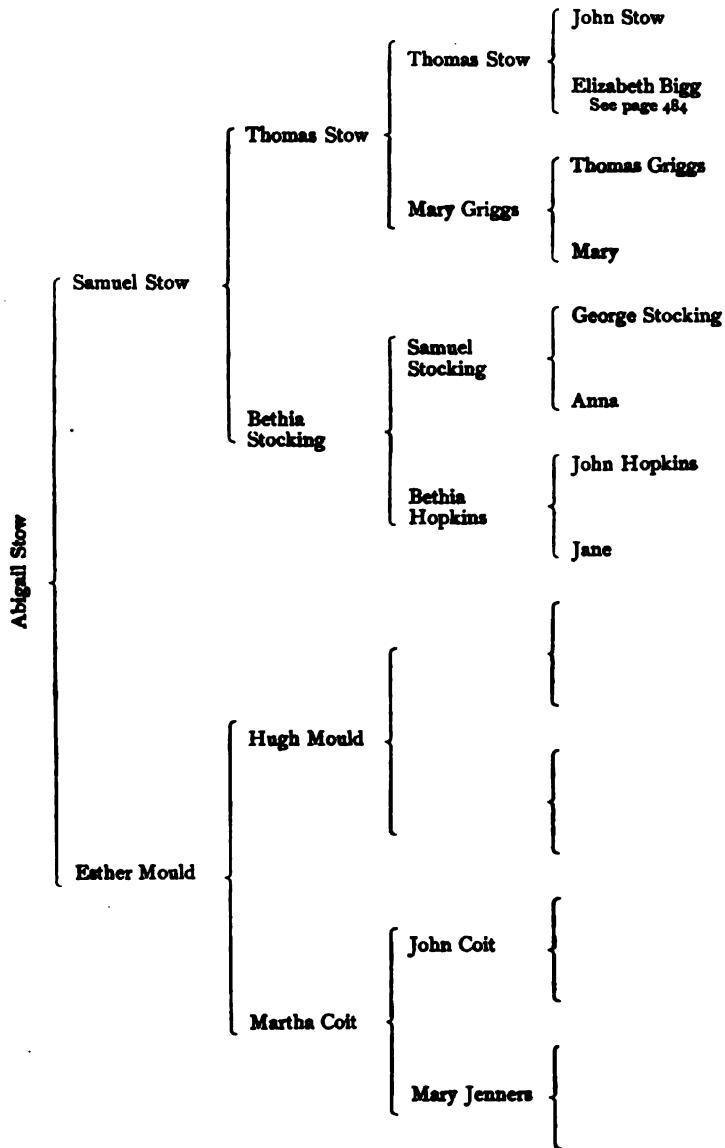 John Stow
Thomas Stow
Elizabeth Bigg
See page 484
Thomas Stow
Thomas Griggs
Mary Griggs
Mary
Samuel Stow
George Stocking
Samuel
Stocking
Anna
Bethia
Stocking
John Hopkins
Bethia
Hopkins
Jane
Abigail Stow
Hugh Mould
Esther Mould
John Coit
Martha Coit
Mary Jenners